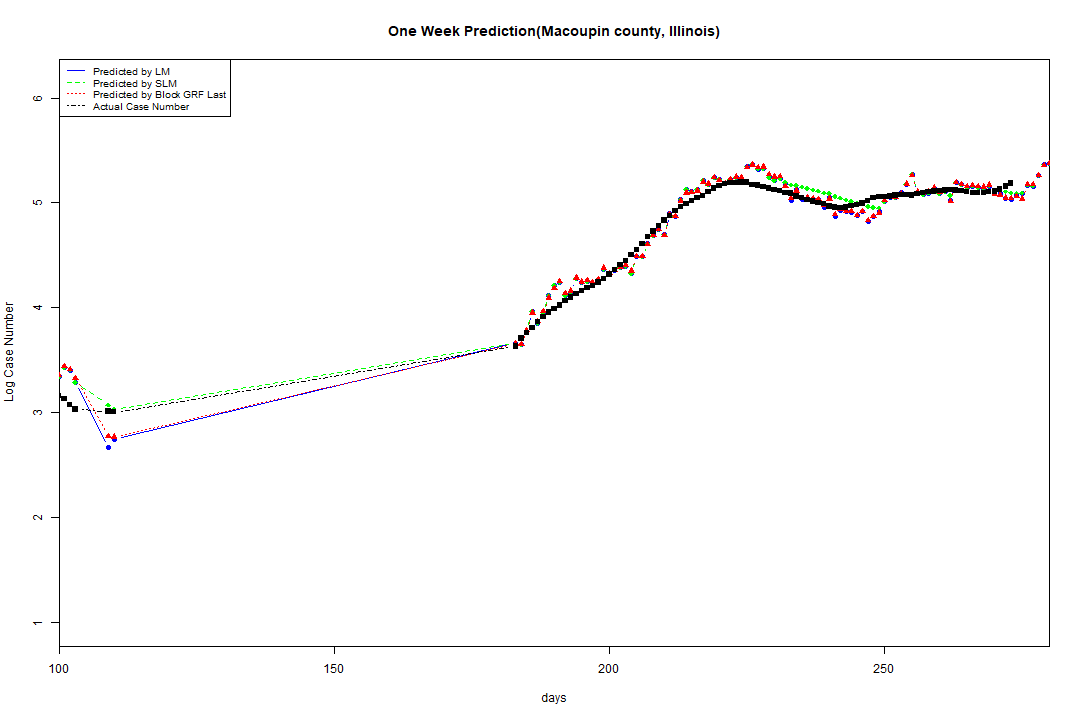 One Week Prediction(Macoupin county, Illinois)
Predicted by LM
Predicted by SLM
Predicted by Block GRF Last
Actual Case Number
Log Case Number
6
5
4
3
2
1
100 150 200 250
days